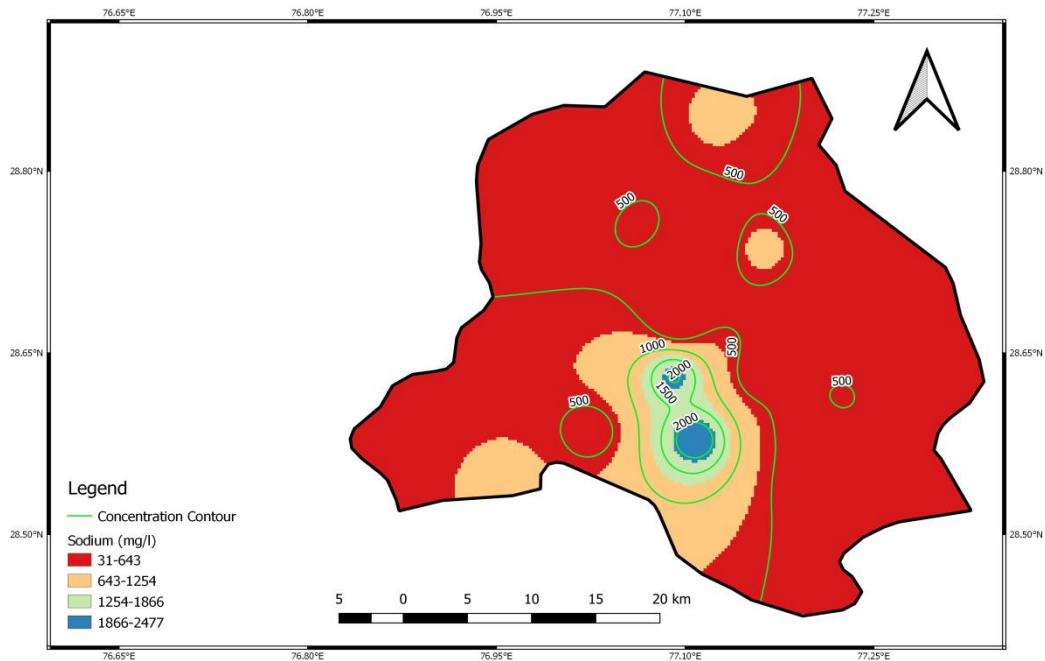 76.65°E 76.80°E 76.95°E 77.10°E 77.25°E
28.80°N 28.80°N
500
500
500
28.65°N 28.65°N
1000
500
2000
1500
500
500
2000
Legend
Concentration Contour
Sodium (mg/l)
31-643
643-1254
1254-1866
1866-2477
28.50°N 28.50°N
5 0 5 10 15 20 km
76.65°E 76.80°E 76.95°E 77.10°E 77.25°E